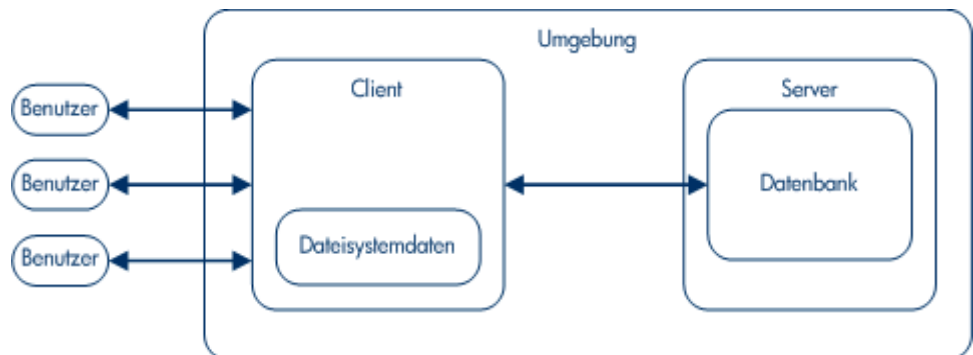 Umgebung
Client
Server
Benutzer
Benutzer
Datenbank
Benutzer
Dateisystemdaten